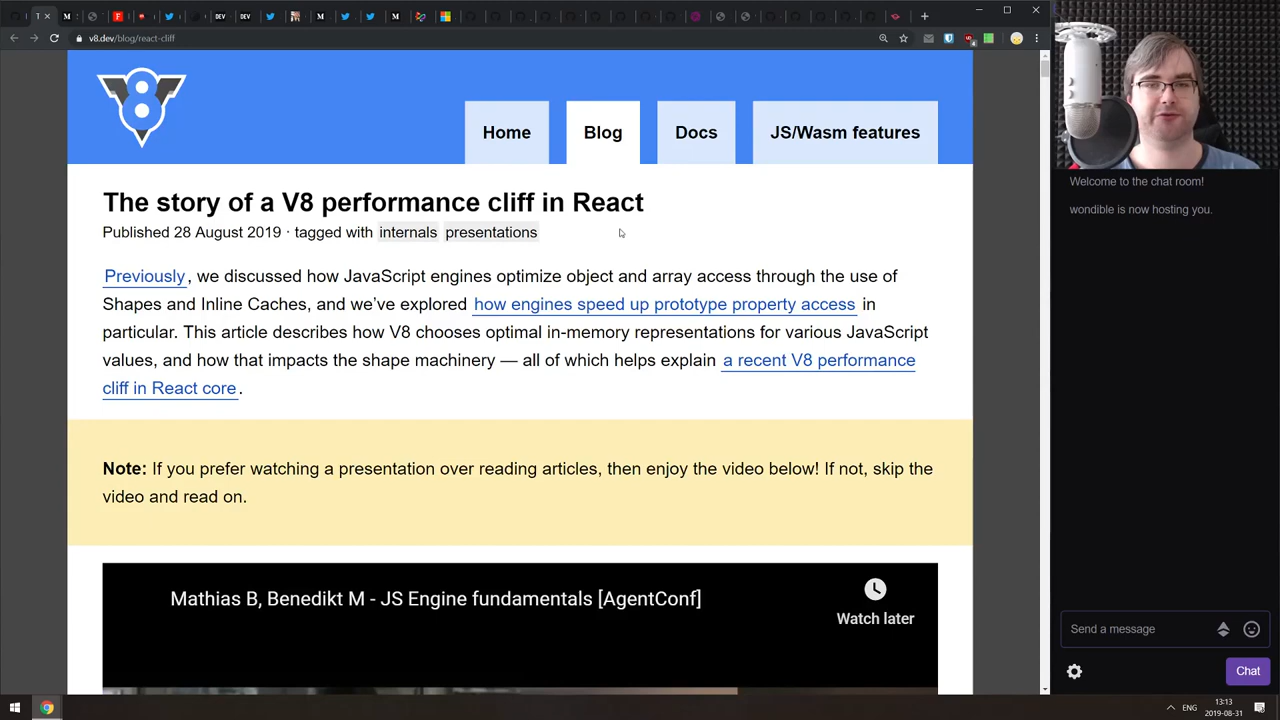 v8.dev/blog/react-cliff
Home
Blog
Docs
JS/Wasm features
The story of a V8 performance cliff in React
Published 28 August 2019 · tagged with internals presentations
Previously, we discussed how JavaScript engines optimize object and array access through the use of
Shapes and Inline Caches, and we’ve explored how engines speed up prototype property access in
particular. This article describes how V8 chooses optimal in-memory representations for various JavaScript
values, and how that impacts the shape machinery — all of which helps explain a recent V8 performance
cliff in React core.
Note: If you prefer watching a presentation over reading articles, then enjoy the video below! If not, skip the
video and read on.
Mathias B, Benedikt M - JS Engine fundamentals [AgentConf]
Watch later
Welcome to the chat room!
wondible is now hosting you.
Send a message
Chat
ENG
13:13
2019-08-31